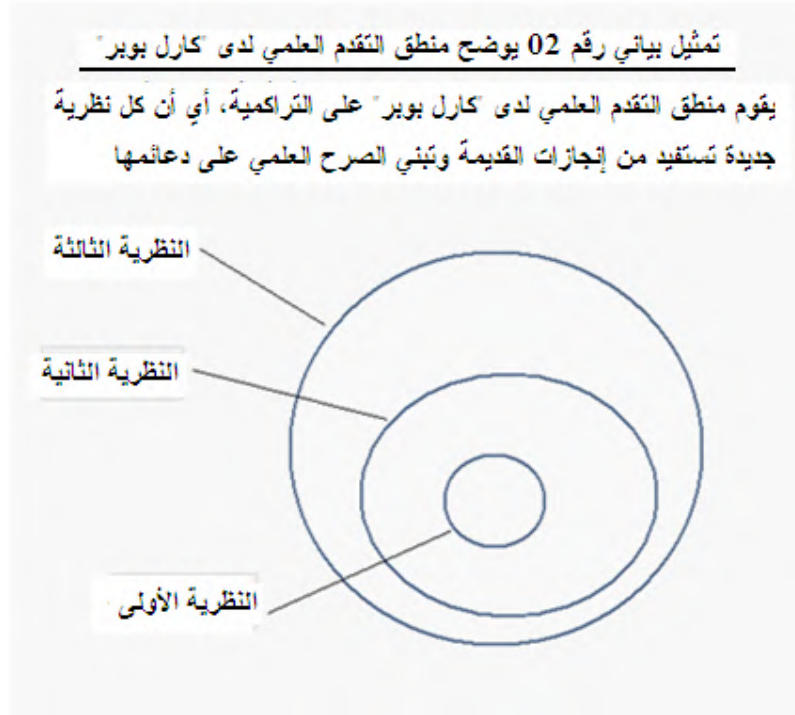 تمثيل بياني رقم 02 يوضح منطق التقدم العلمي لدى "كارل بوبر"
يقوم منطق التقدم العلمي لدى "كارل بوبر" على التراكمية، أي أن كل نظرية
جديدة تستفيد من إنجازات القديمة وتبني الصرح العلمي على دعائمها
النظرية الثالثة
النظرية الثانية
النظرية الأولى